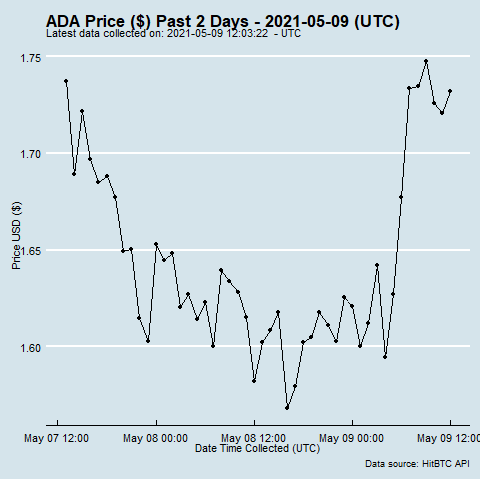 ADA Price ($) Past 2 Days - 2021-05-09 (UTC)
Latest data collected on: 2021-05-09 12:03:22 - UTC
1.75
1.70
1.65
1.60
Price USD ($)
May 07 12:00
May 08 00:00
May 08 12:00
May 09 00:00
May 09 12:00
Date Time Collected (UTC)
Data source: HitBTC API